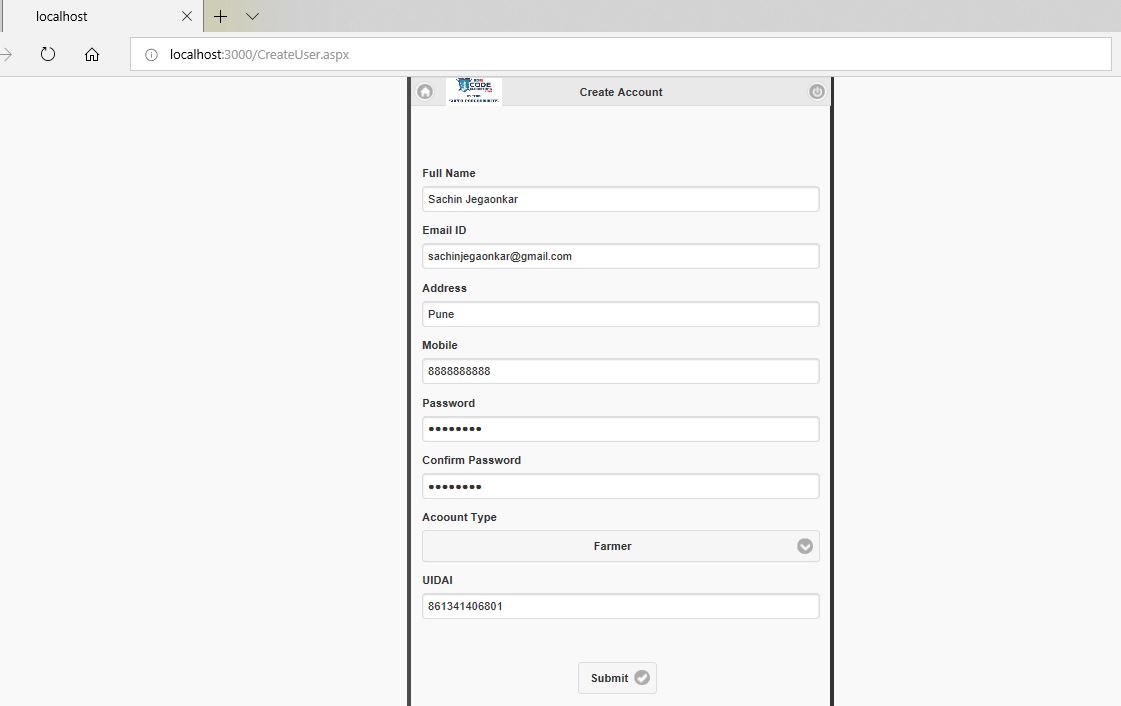 localhost
localhost:3000/CreateUser.aspx
CODE
Create Account
Full Name
Sachin Jegaonkar
Email ID
sachinjegaonkar@gmail.com
Address
Pune
Mobile
8888888888
Password
••••••••
Confirm Password
••••••••
Acoount Type
Farmer
UIDAI
861341406801
Submit